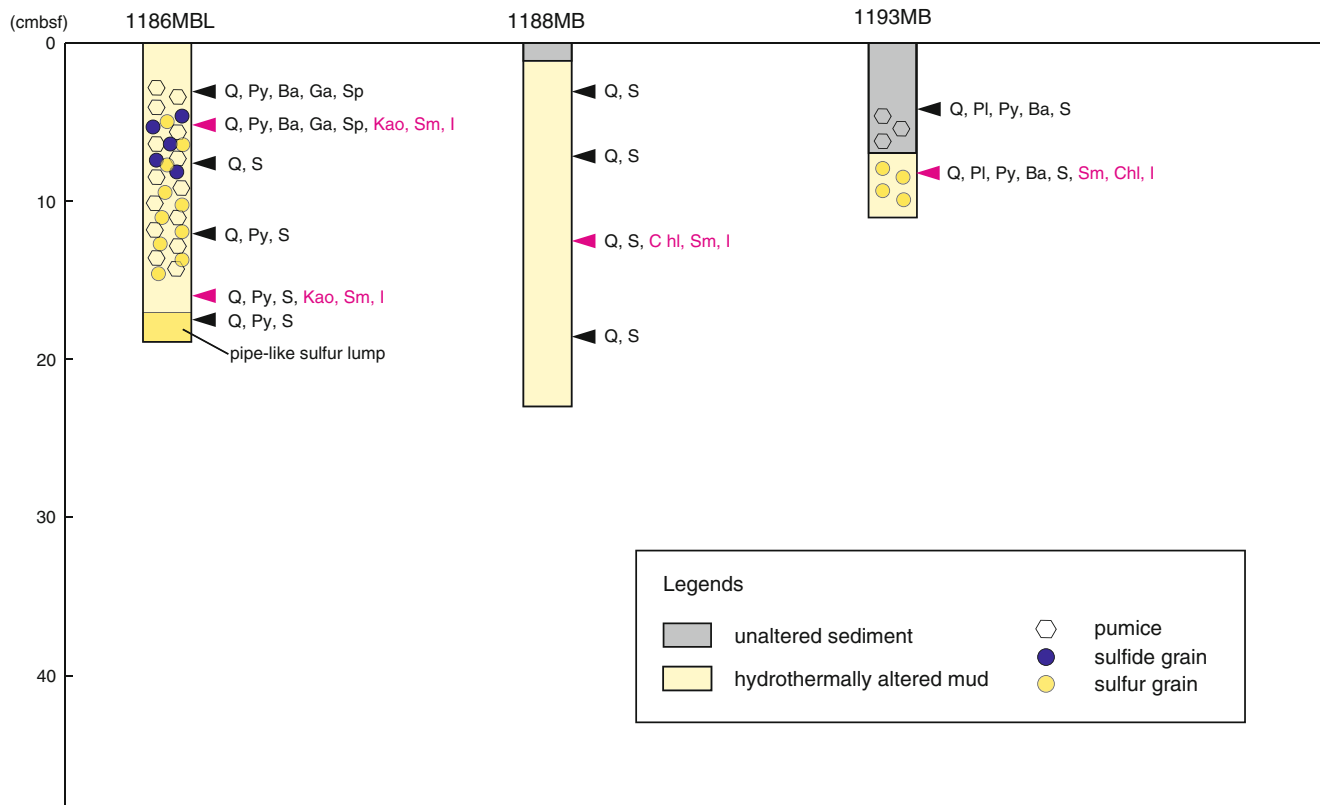 (cmbsf)
1186MBL
1188MB
1193MB
0
10
20
30
40
Q, Py, Ba, Ga, Sp
Q, Py, Ba, Ga, Sp, Kao, Sm, I
Q, S
Q, Py, S
Q, Py, S, Kao, Sm, I
Q, Py, S
pipe-like sulfur lump
Q, S
Q, S
Q, S, C hl, Sm, I
Q, S
Q, Pl, Py, Ba, S
Q, Pl, Py, Ba, S, Sm, Chl, I
Legends
unaltered sediment
hydrothermally altered mud
pumice
sulfide grain
sulfur grain